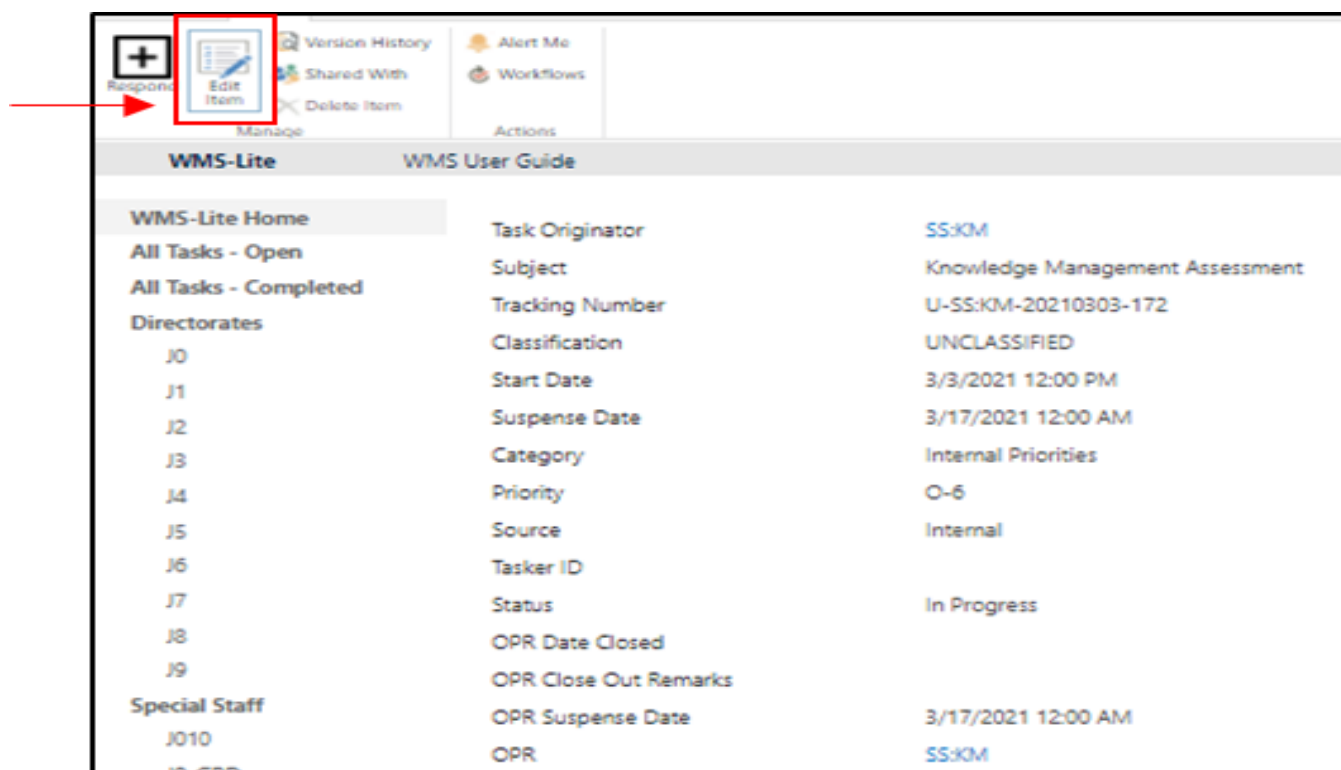 Respond
Edit Item
Version History
Shared With
Delete Item
Manage
Alert Me
Workflows
Actions
WMS-Lite WMS User Guide
WMS-Lite Home
All Tasks - Open
All Tasks - Completed
Directorates
J0
J1
J2
J3
J4
J5
J6
J7
J8
J9
Special Staff
J010
Task Originator SS:KM
Subject Knowledge Management Assessment
Tracking Number U-SS:KM-20210303-172
Classification UNCLASSIFIED
Start Date 3/3/2021 12:00 PM
Suspense Date 3/17/2021 12:00 AM
Category Internal Priorities
Priority O-6
Source Internal
Tasker ID
Status In Progress
OPR Date Closed
OPR Close Out Remarks
OPR Suspense Date 3/17/2021 12:00 AM
OPR SS:KM